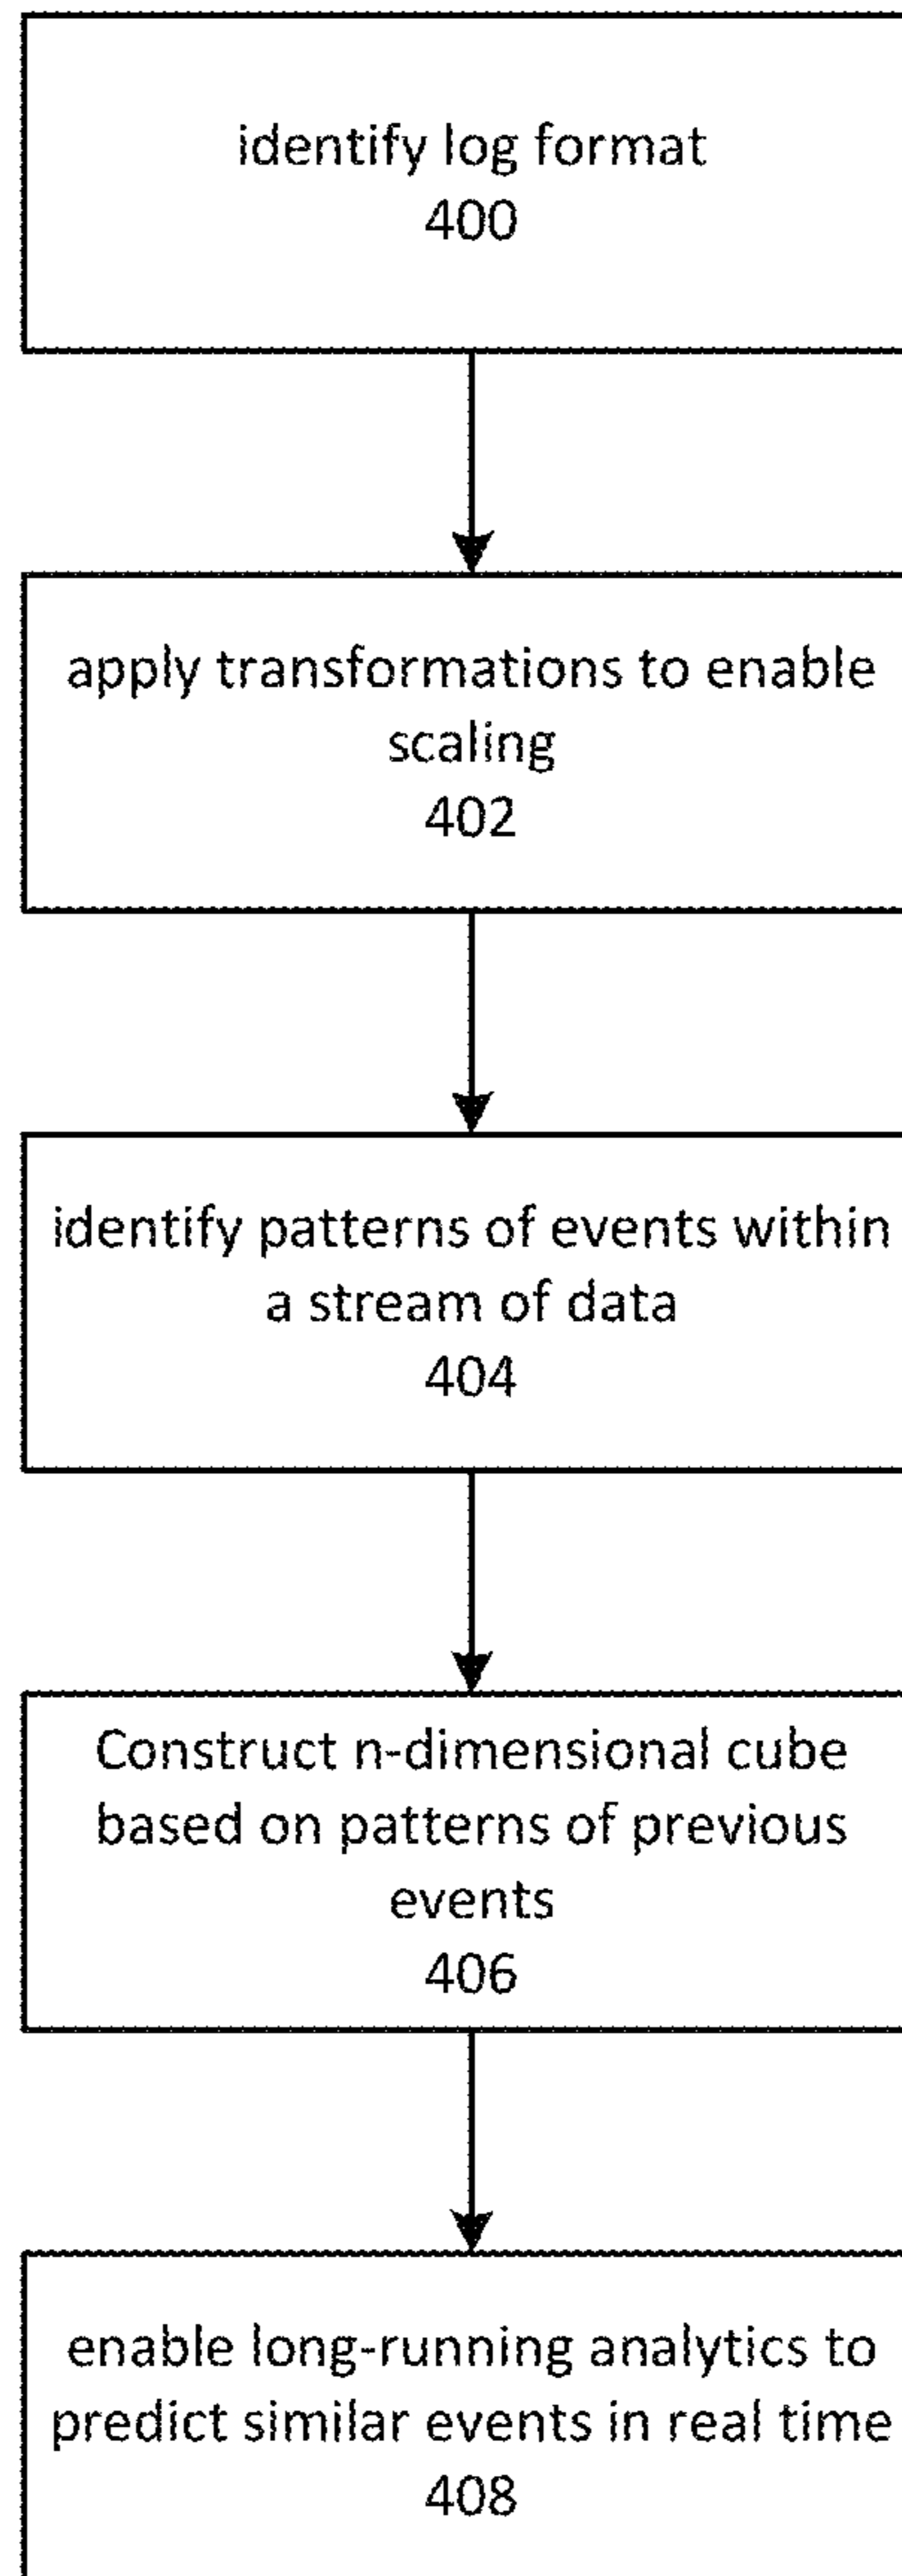 identify log format
400
apply transformations to enable
scaling
402
identify patterns of events within
a stream of data
404
Construct n-dimensional cube
based on patterns of previous
events
406
enable long-running analytics to
predict similar events in real time
408